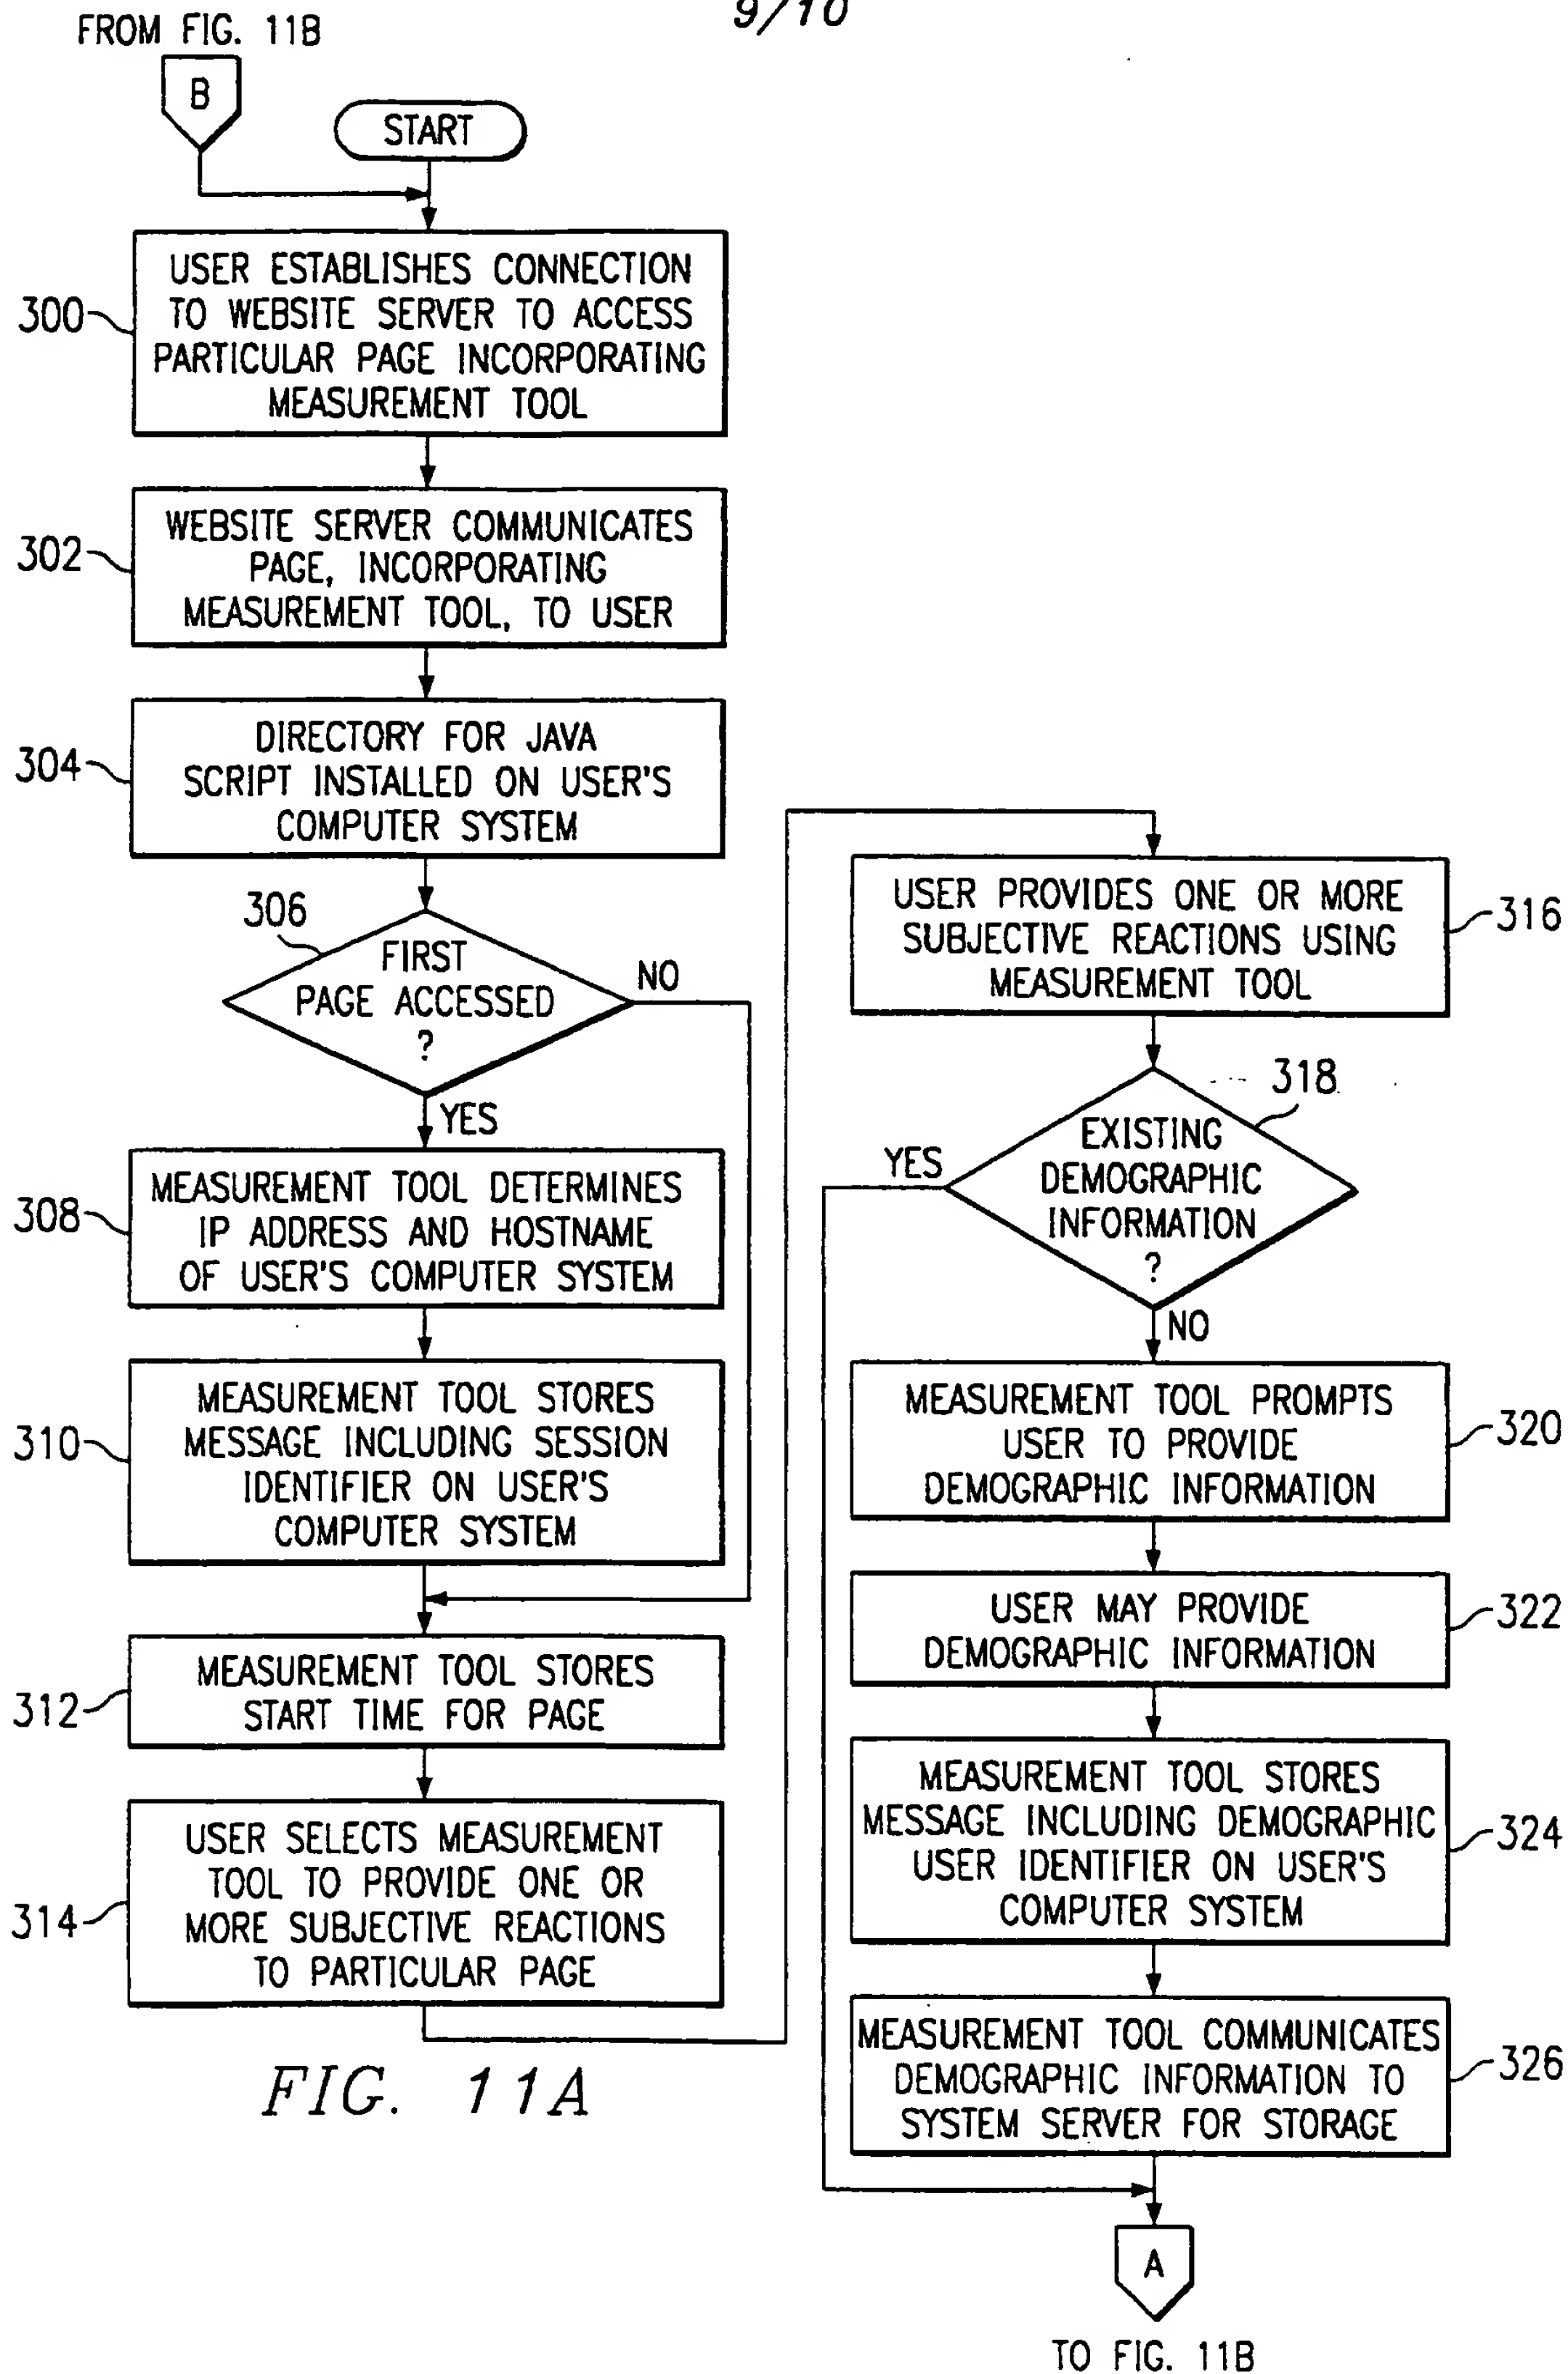 9/10
FROM FIG. 11B
B
START
300
USER ESTABLISHES CONNECTION
TO WEBSITE SERVER TO ACCESS
PARTICULAR PAGE INCORPORATING
MEASUREMENT TOOL
302
WEBSITE SERVER COMMUNICATES
PAGE, INCORPORATING
MEASUREMENT TOOL, TO USER
304
DIRECTORY FOR JAVA
SCRIPT INSTALLED ON USER'S
COMPUTER SYSTEM
306
FIRST
PAGE ACCESSED
?
NO
YES
308
MEASUREMENT TOOL DETERMINES
IP ADDRESS AND HOSTNAME
OF USER'S COMPUTER SYSTEM
310
MEASUREMENT TOOL STORES
MESSAGE INCLUDING SESSION
IDENTIFIER ON USER'S
COMPUTER SYSTEM
312
MEASUREMENT TOOL STORES
START TIME FOR PAGE
314
USER SELECTS MEASUREMENT
TOOL TO PROVIDE ONE OR
MORE SUBJECTIVE REACTIONS
TO PARTICULAR PAGE
USER PROVIDES ONE OR MORE
SUBJECTIVE REACTIONS USING
MEASUREMENT TOOL
316
318
EXISTING
DEMOGRAPHIC
INFORMATION
?
YES
NO
MEASUREMENT TOOL PROMPTS
USER TO PROVIDE
DEMOGRAPHIC INFORMATION
320
USER MAY PROVIDE
DEMOGRAPHIC INFORMATION
322
MEASUREMENT TOOL STORES
MESSAGE INCLUDING DEMOGRAPHIC
USER IDENTIFIER ON USER'S
COMPUTER SYSTEM
324
MEASUREMENT TOOL COMMUNICATES
DEMOGRAPHIC INFORMATION TO
SYSTEM SERVER FOR STORAGE
326
A
TO FIG. 11B
FIG. 11A